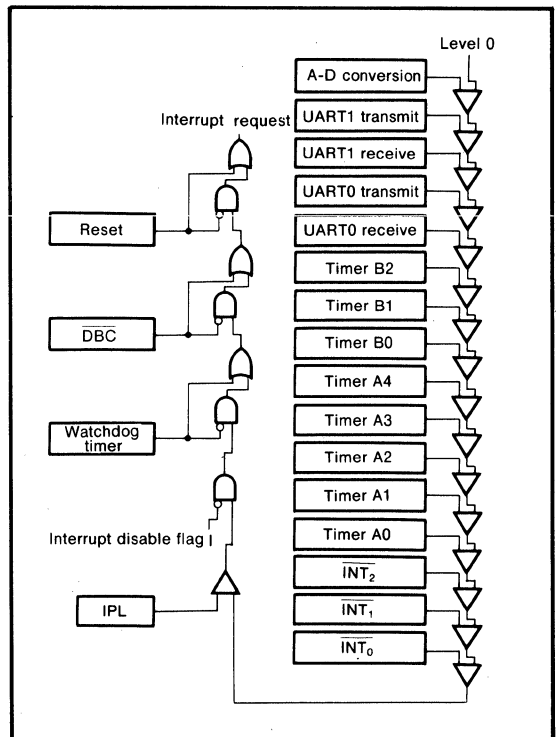 Level 0
A-D conversion
UART1 transmit
UART1 receive
UART0 transmit
UART0 receive
Timer B2
Timer B1
Timer B0
Timer A4
Timer A3
Timer A2
Timer A1
Timer A0
INT₂
INT₁
INT₀
Interrupt request
Reset
DBC
Watchdog
timer
Interrupt disable flag I
IPL